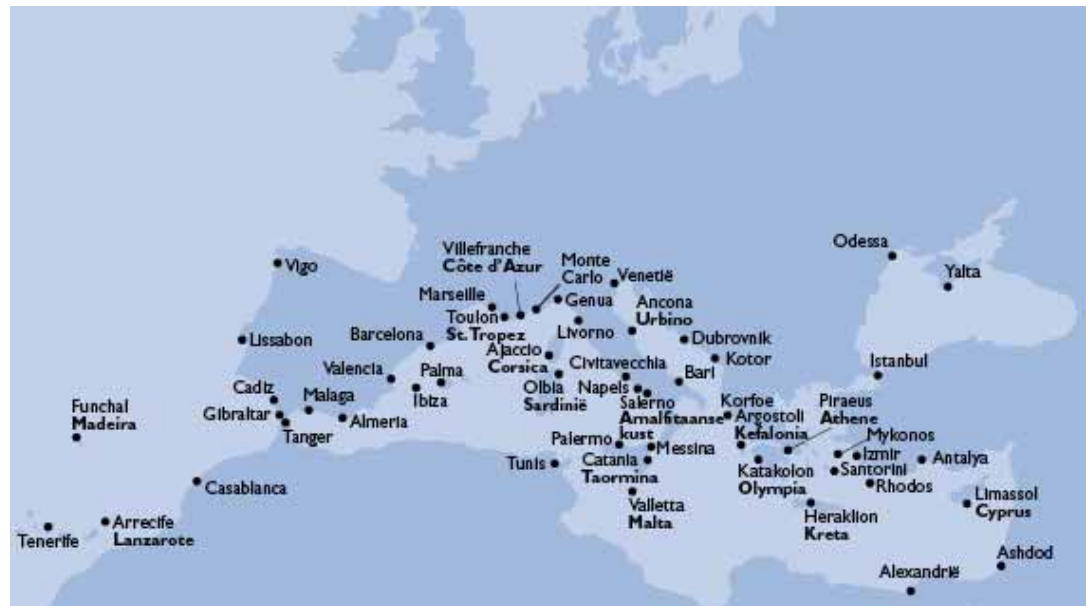 Odessa
Yalta
Villefranche
Côte d'Azur
Monte
Carlo
Venetië
Vigo
Marseille
Genua
Ancona
Urbino
Toulon
St. Tropez
Livorno
Lissabon
Barcelona
Dubrovnik
Ajaccio
Corsica
Kotor
Istanbul
Civitavecchia
Valencia
Palma
Bari
Olbia
Sardinië
Napels
Ibiza
Cadiz
Malaga
Salerno
Amalfitaanse
kust
Korfoe
Piraeus
Athene
Funchal
Madeira
Gibraltar
Almeria
Argostoli
Kefalonia
Tanger
Palermo
Messina
Mykonos
Tunis
Catania
Taormina
Katakolon
Olympia
Izmir
Santorini
Antalya
Casablanca
Rhodos
Valletta
Malta
Limassol
Cyprus
Heraklion
Kreta
Tenerife
Arrecife
Lanzarote
Ashdod
Alexandrië